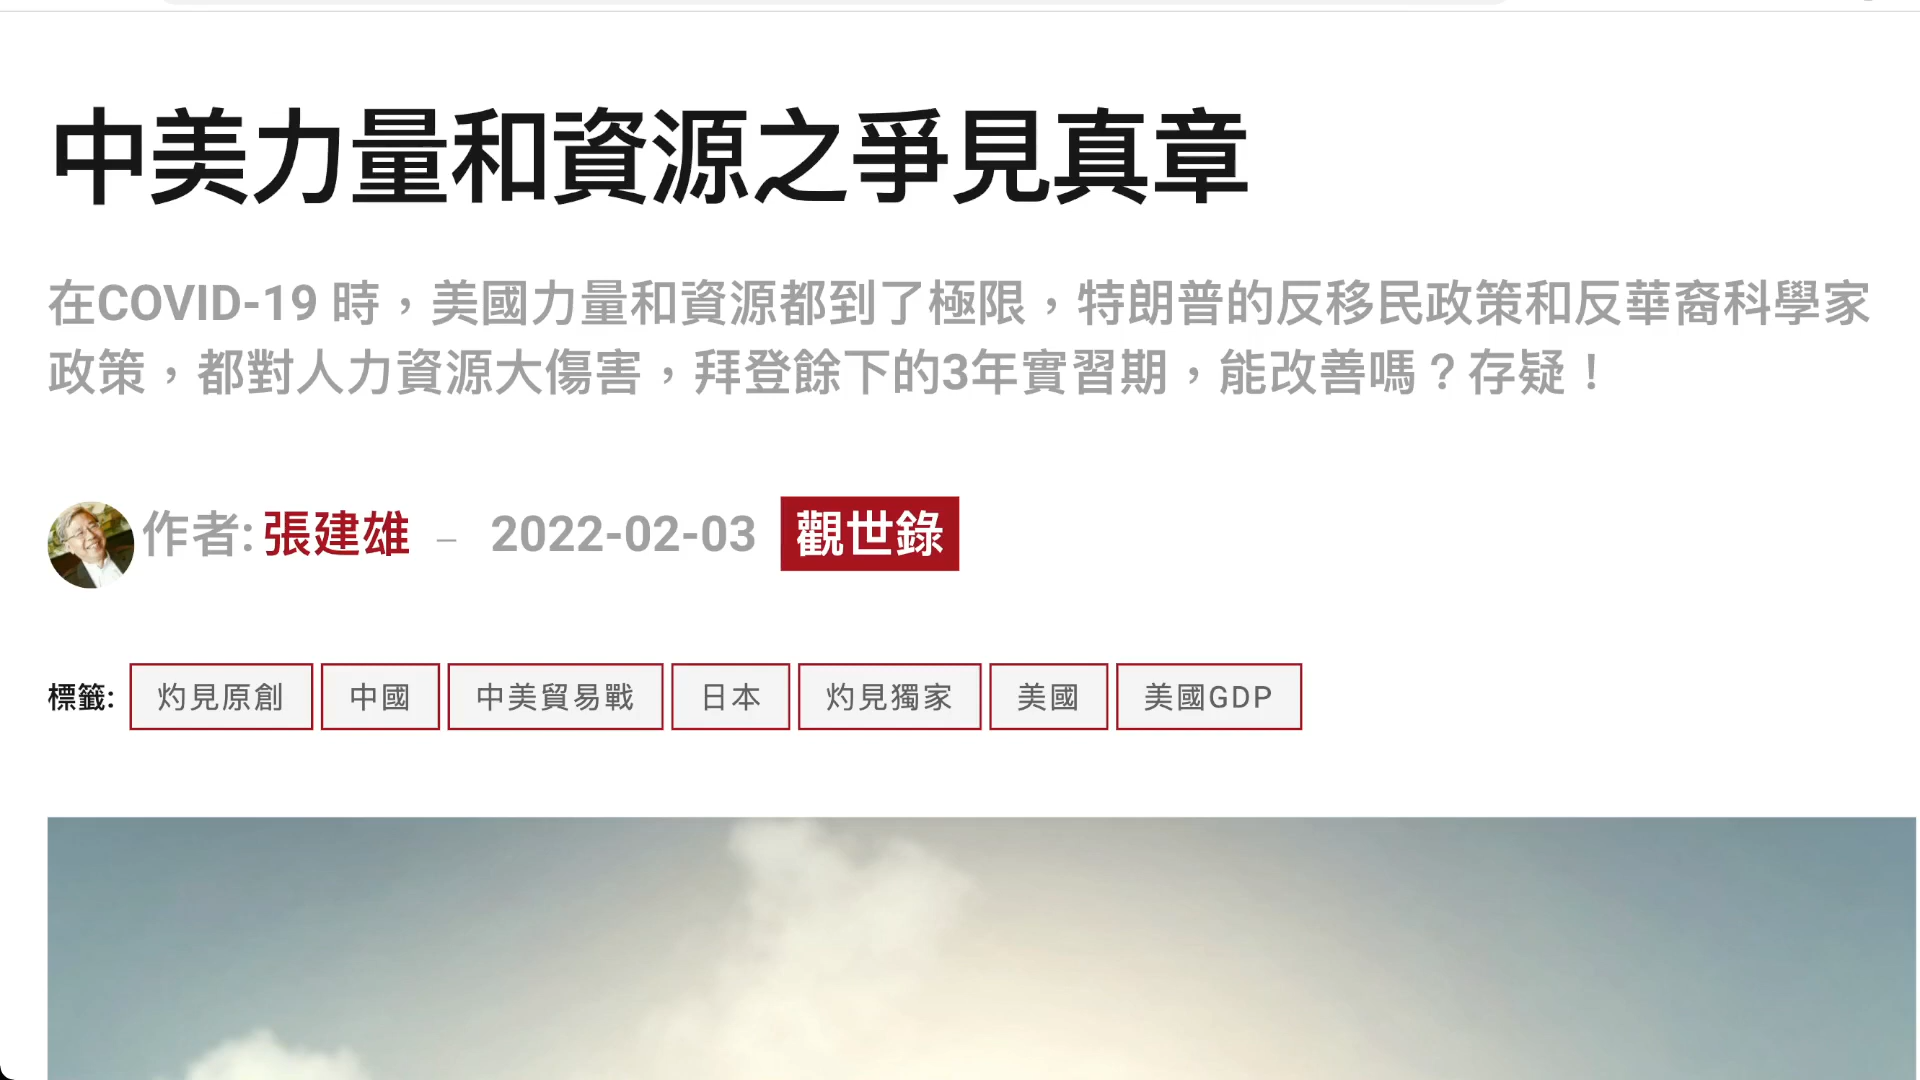 中美力量和資源之爭見真章
在COVID-19 時，美國力量和資源都到了極限，特朗普的反移民政策和反華裔科學家
政策，都對人力資源大傷害，拜登餘下的3年實習期，能改善嗎？存疑！
作者: 張建雄 – 2022-02-03 觀世錄
標籤: 灼見原創 中國 中美貿易戰 日本 灼見獨家 美國 美國GDP